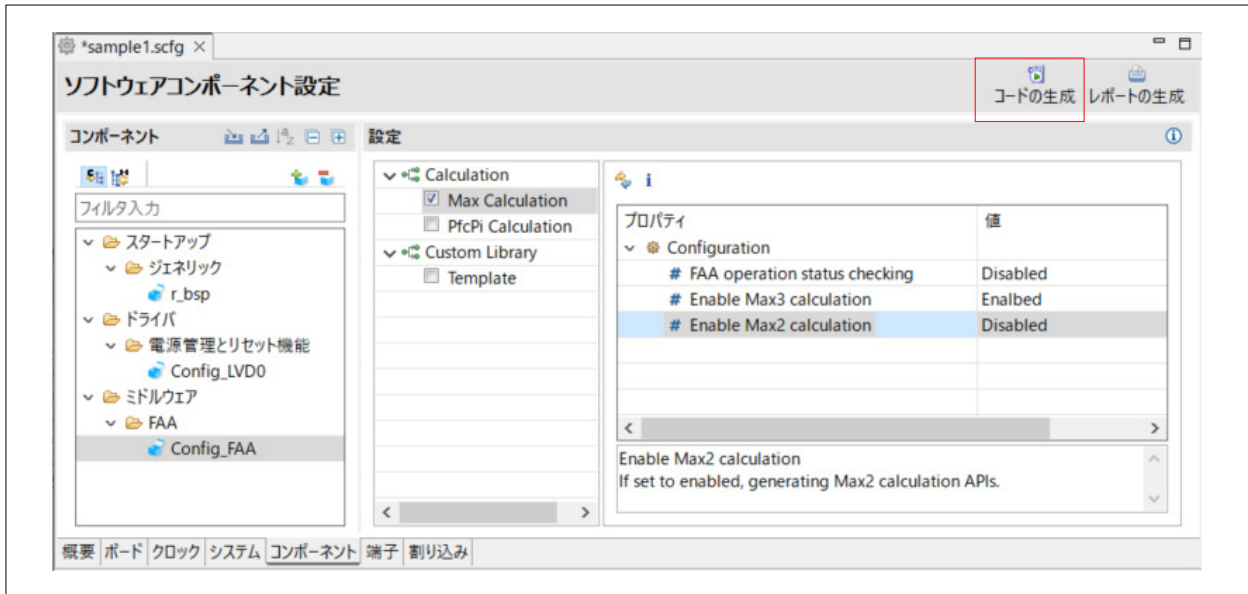 *sample1.scfg
ソフトウェアコンポーネント設定
コードの生成 レポートの生成
コンポーネント
フィルタ入力
スタートアップ
ジェネリック
r_bsp
ドライバ
電源管理とリセット機能
Config_LVD0
ミドルウェア
FAA
Config_FAA
設定
Calculation
Max Calculation
PfcPi Calculation
Custom Library
Template
プロパティ 値
Configuration
FAA operation status checking Disabled
Enable Max3 calculation Enalbed
Enable Max2 calculation Disabled
Enable Max2 calculation
If set to enabled, generating Max2 calculation APIs.
概要 ボード クロック システム コンポーネント 端子 割り込み